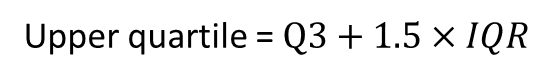 Upper quartile = Q3 + 1.5 × IQR